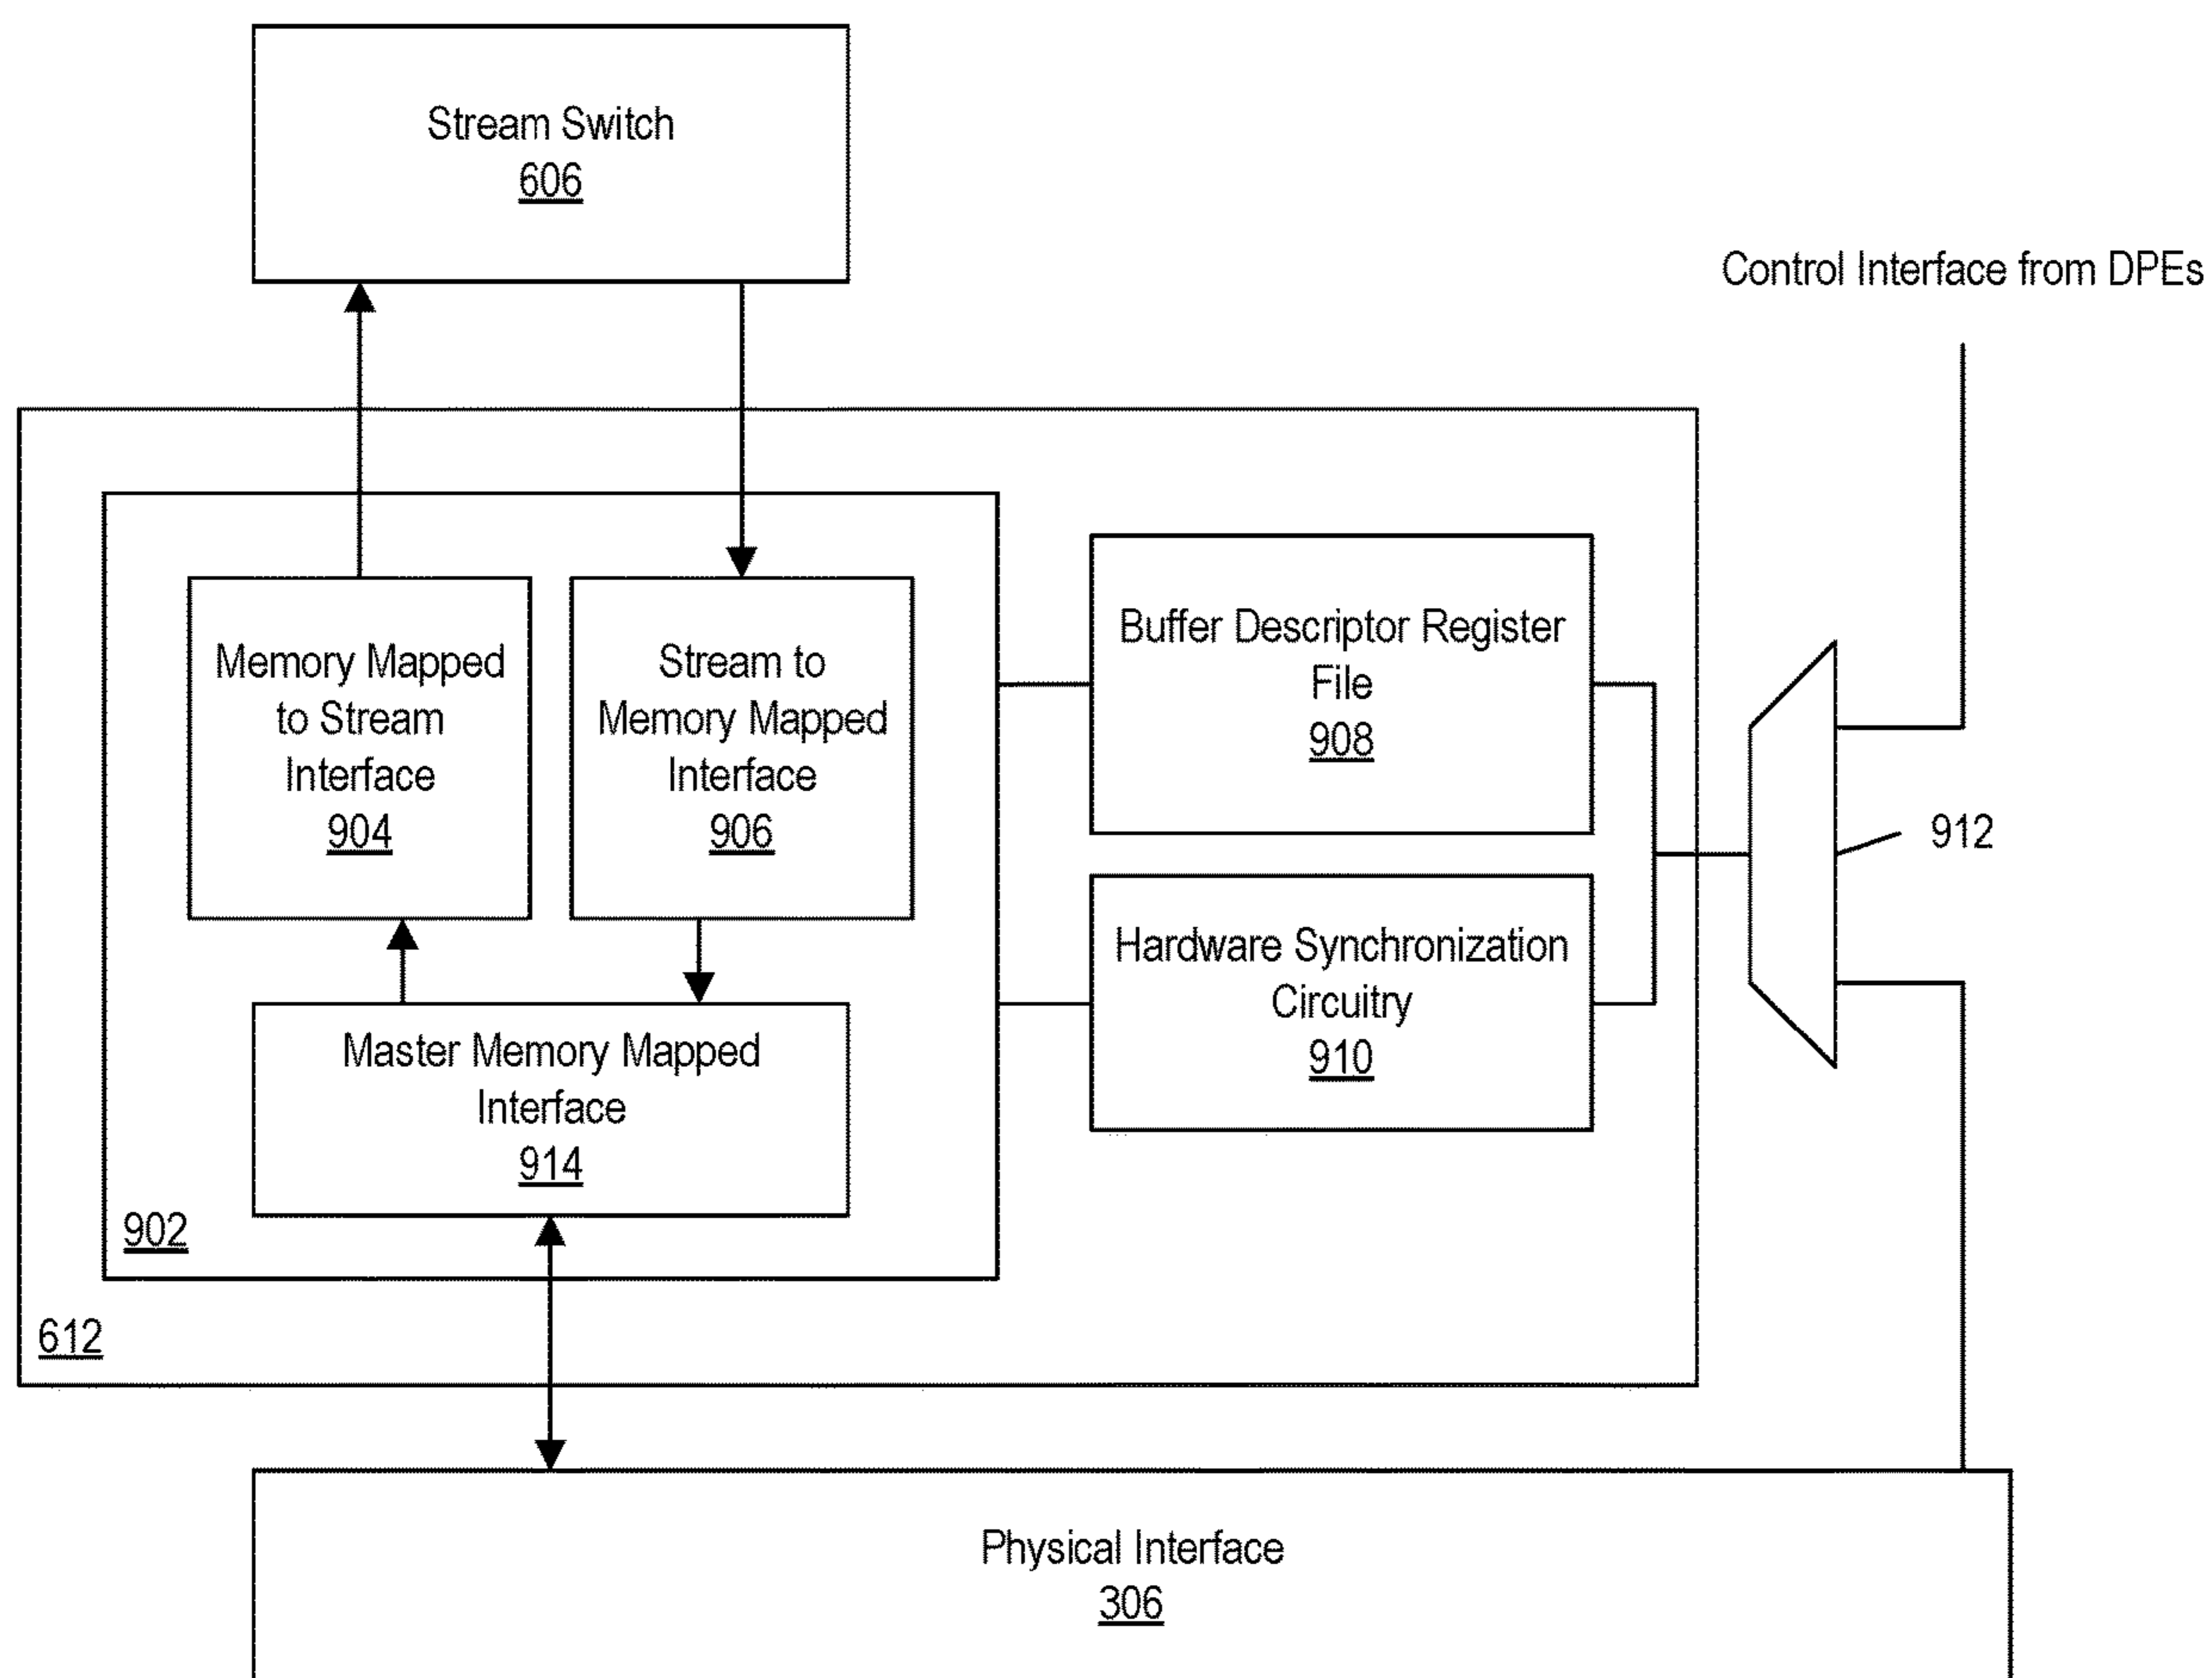 Stream Switch
606
Control Interface from DPEs
Memory Mapped
to Stream
Interface
904
Stream to
Memory Mapped
Interface
906
Buffer Descriptor Register
File
908
912
Hardware Synchronization
Circuitry
910
Master Memory Mapped
Interface
914
902
612
Physical Interface
306